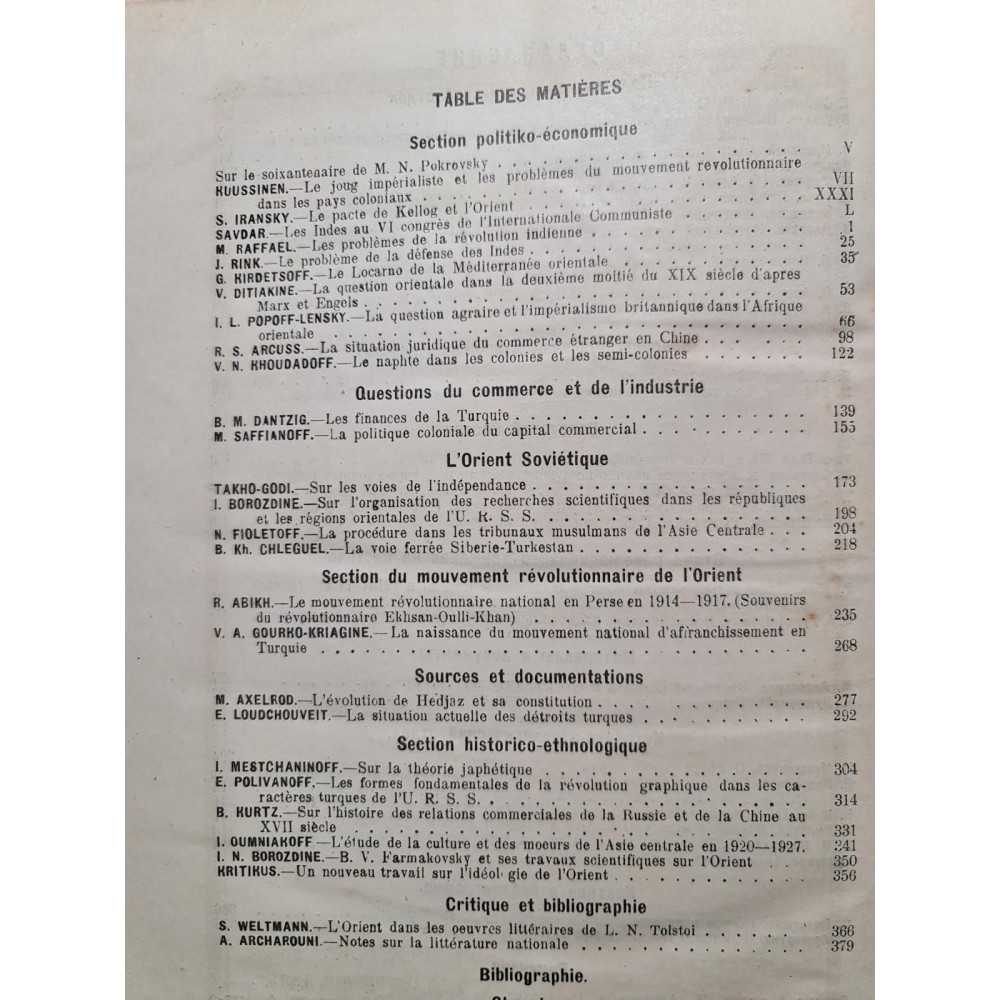 TABLE DES MATIÈRES
Section politiko-économique
Sur le soixantenaire de M. N. Pokrovsky . . . . . . . . . . . . . . . . . . V
KUUSSINEN.—Le joug impérialiste et les problèmes du mouvement revolutionnaire
dans les pays coloniaux . . . . . . . . . . . . . . . . . . . . VII
S. IRANSKY.—Le pacte de Kellog et l'Orient . . . . . . . . . . . . . . . XXXI
SAVDAR.—Les Indes au VI congrès de l'Internationale Communiste . . . . . . . L
M. RAFFAEL.—Les problèmes de la révolution indienne . . . . . . . . . . . 1
J. RINK.—Le problème de la défense des Indes . . . . . . . . . . . . . . 25
G. KIRDETSOFF.—Le Locarno de la Méditerranée orientale . . . . . . . . . . 35
V. DITIAKINE.—La question orientale dans la deuxième moitié du XIX siècle d'apres
Marx et Engels . . . . . . . . . . . . . . . . . . . . . . 53
I. L. POPOFF-LENSKY.—La question agraire et l'impérialismo britannique dans l'Afrique
orientale . . . . . . . . . . . . . . . . . . . . . . . . 66
R. S. ARCUSS.—La situation juridique du commerce étranger en Chine . . . . . . 98
V. N. KHOUDADOFF.—Le naphte dans les colonies et les semi-colonies . . . . . . . 122
Questions du commerce et de l'industrie
B. M. DANTZIG.—Les finances de la Turquie . . . . . . . . . . . . . . . . 139
M. SAFFIANOFF.—La politique coloniale du capital commercial . . . . . . . . . 155
L'Orient Soviétique
TAKHO-GODI.—Sur les voies de l'indépendance . . . . . . . . . . . . . . . 173
I. BOROZDINE.—Sur l'organisation des recherches scientifiques dans les républiques
et les régions orientales de l'U. R. S. S. . . . . . . . . . . . . . . 198
N. FIOLETOFF.—La procédure dans les tribunaux musulmans de l'Asie Centrale . . . 204
B. Kh. CHLEGUEL.—La voie ferrée Siberie-Turkestan . . . . . . . . . . . . . 218
Section du mouvement révolutionnaire de l'Orient
R. ABIKH.—Le mouvement révolutionnaire national en Perse en 1914—1917. (Souvenirs
du révolutionnaire Ekhsan-Oulli-Khan) . . . . . . . . . . . . . . . 235
V. A. GOURKO-KRIAGINE.—La naissance du mouvement national d'affranchissement en
Turquie . . . . . . . . . . . . . . . . . . . . . . . . . 268
Sources et documentations
M. AXELROD.—L'évolution de Hedjaz et sa constitution . . . . . . . . . . . . 277
E. LOUDCHOUVEIT.—La situation actuelle des détroits turques . . . . . . . . . 292
Section historico-ethnologique
I. MESTCHANINOFF.—Sur la théorie japhétique . . . . . . . . . . . . . . . 304
E. POLIVANOFF.—Les formes fondamentales de la révolution graphique dans les ca-
ractères turques de l'U. R. S. S. . . . . . . . . . . . . . . . . . 314
B. KURTZ.—Sur l'histoire des relations commerciales de la Russie et de la Chine au
XVII siècle . . . . . . . . . . . . . . . . . . . . . . . 331
I. OUMNIAKOFF —L'étude de la culture et des moeurs de l'Asie centrale en 1920—1927. 341
I. N. BOROZDINE.—B. V. Farmakovsky et ses travaux scientifiques sur l'Orient . . . . 350
KRITIKUS.—Un nouveau travail sur l'idéol gie de l'Orient . . . . . . . . . . . 356
Critique et bibliographie
S. WELTMANN.—L'Orient dans les oeuvres littéraires de L. N. Tolstoi . . . . . . 366
A. ARCHAROUNI.—Notes sur la littérature nationale . . . . . . . . . . . . . 379
Bibliographie.